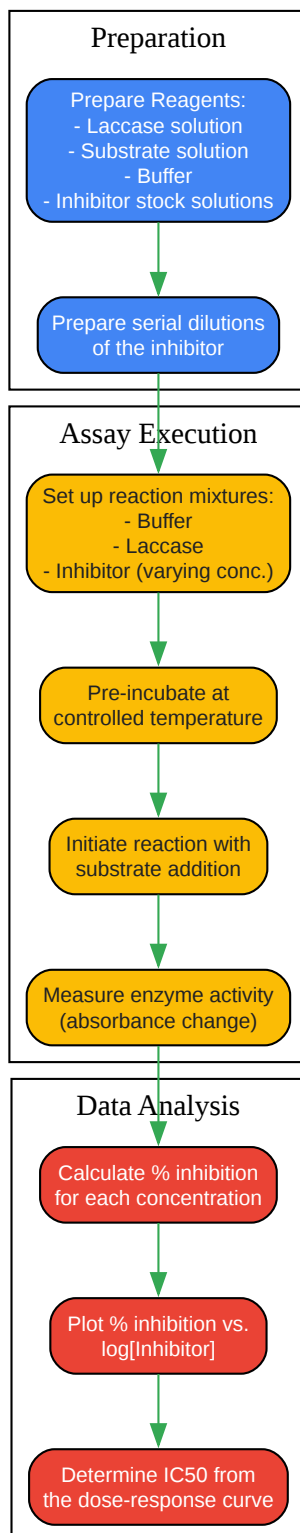 Preparation
Prepare Reagents:
- Laccase solution
- Substrate solution
- Buffer
- Inhibitor stock solutions
Prepare serial dilutions
of the inhibitor
Assay Execution
Set up reaction mixtures:
- Buffer
- Laccase
- Inhibitor (varying conc.)
Pre-incubate at
controlled temperature
Initiate reaction with
substrate addition
Measure enzyme activity
(absorbance change)
Data Analysis
Calculate % inhibition
for each concentration
Plot % inhibition vs.
log[Inhibitor]
Determine IC50 from
the dose-response curve